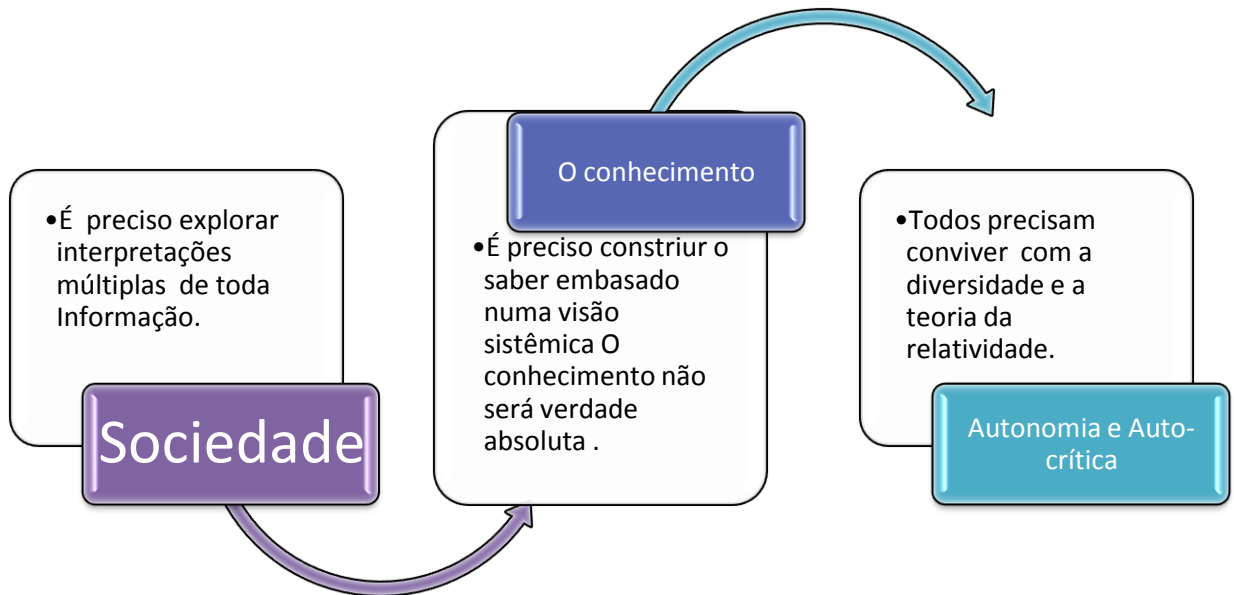 •É preciso explorar
interpretações
múltiplas de toda
Informação.
Sociedade
O conhecimento
•É preciso constriur o
saber embasado
numa visão
sistêmica O
conhecimento não
será verdade
absoluta .
•Todos precisam
conviver com a
diversidade e a
teoria da
relatividade.
Autonomia e Auto-
crítica